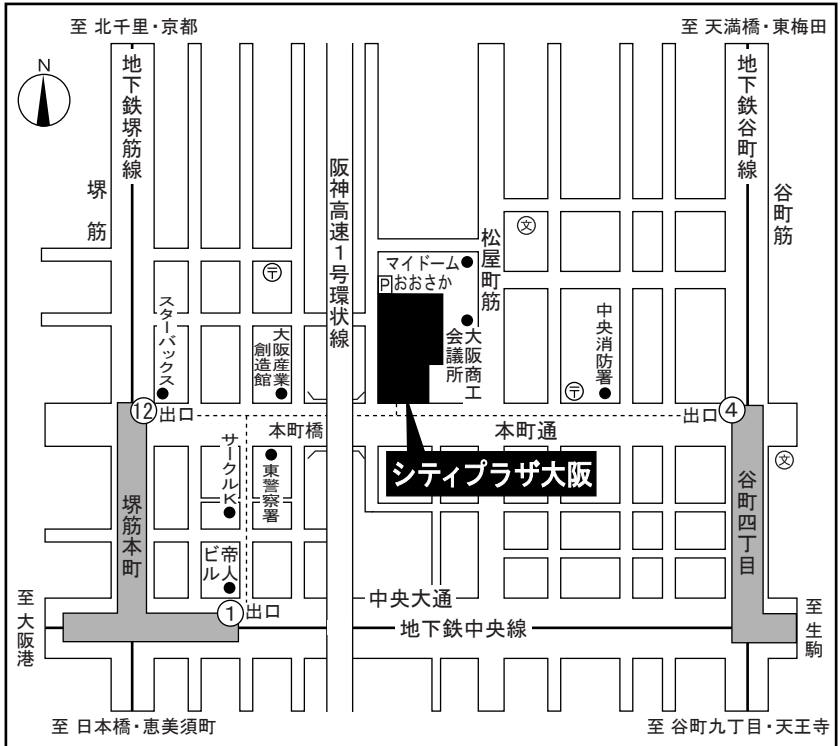 至 北千里・京都
至 天満橋・東梅田
N
地下鉄堺筋線
地下鉄谷町線
堺筋
谷町筋
阪神高速1号環状線
松屋町筋
文
〒
マイドーム
おおさか
P
スターバックス
大阪産業
創造館
大阪商工
会議所
中央消防署
〒
12
出口
出口
4
本町橋
本町通
シティプラザ大阪
サークルK
東警察署
文
堺筋本町
谷町四丁目
帝人
ビル
1
出口
中央大通
地下鉄中央線
至 大阪港
至 生駒
至 日本橋・恵美須町
至 谷町九丁目・天王寺